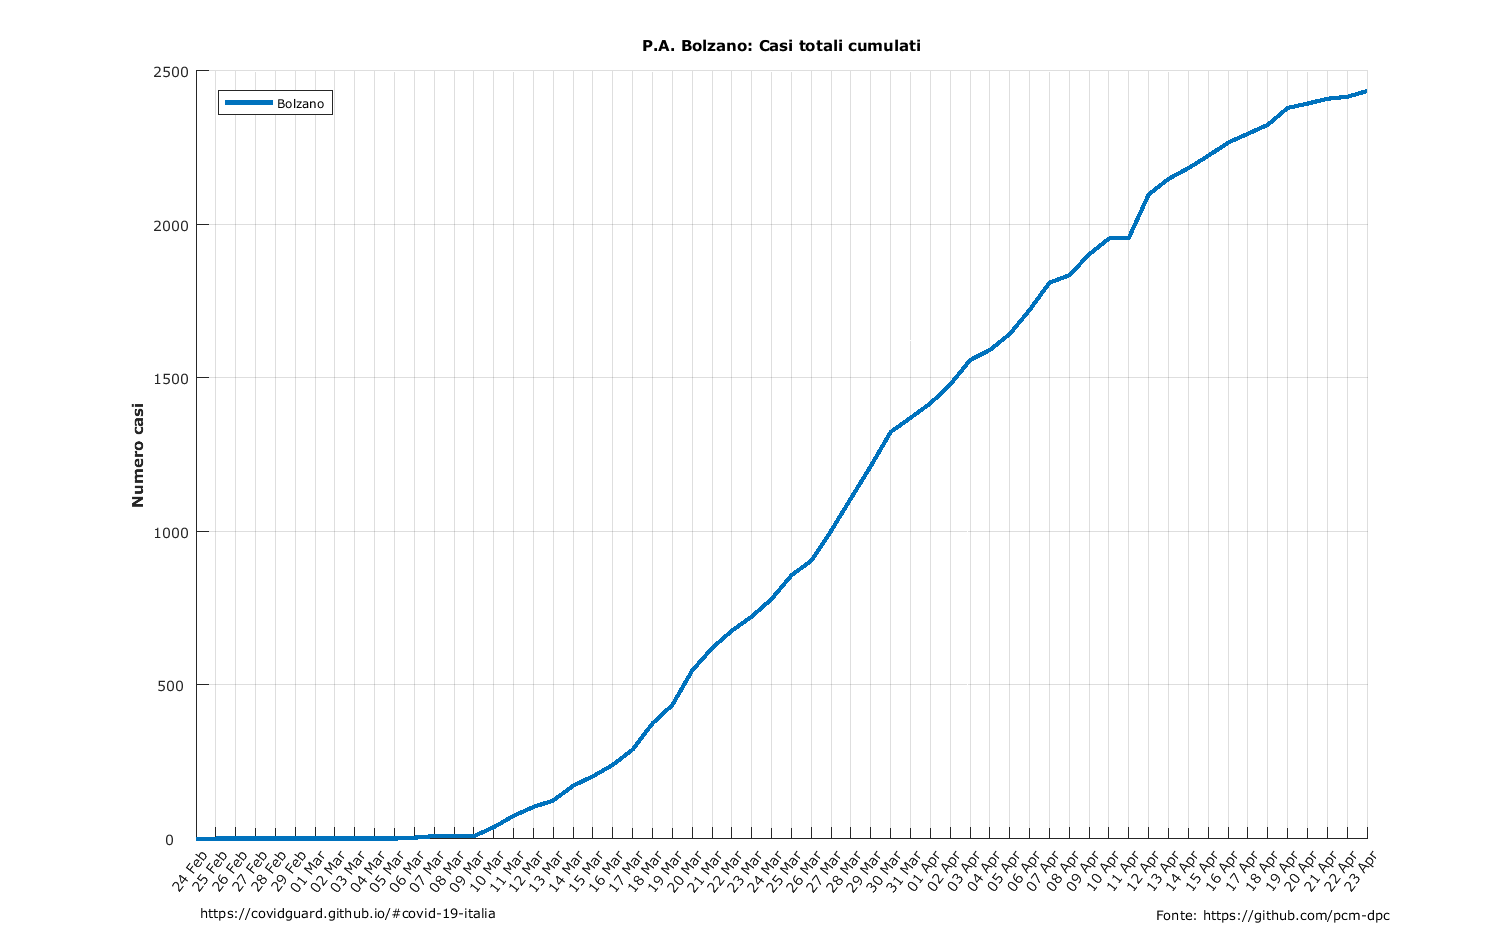 P.A. Bolzano: Casi totali cumulati
Bolzano
Numero casi
2500
2000
1500
1000
500
0
24 Feb
25 Feb
26 Feb
27 Feb
28 Feb
29 Feb
01 Mar
02 Mar
03 Mar
04 Mar
05 Mar
06 Mar
07 Mar
08 Mar
09 Mar
10 Mar
11 Mar
12 Mar
13 Mar
14 Mar
15 Mar
16 Mar
17 Mar
18 Mar
19 Mar
20 Mar
21 Mar
22 Mar
23 Mar
24 Mar
25 Mar
26 Mar
27 Mar
28 Mar
29 Mar
30 Mar
31 Mar
01 Apr
02 Apr
03 Apr
04 Apr
05 Apr
06 Apr
07 Apr
08 Apr
09 Apr
10 Apr
11 Apr
12 Apr
13 Apr
14 Apr
15 Apr
16 Apr
17 Apr
18 Apr
19 Apr
20 Apr
21 Apr
22 Apr
23 Apr
https://covidguard.github.io/#covid-19-italia
Fonte: https://github.com/pcm-dpc